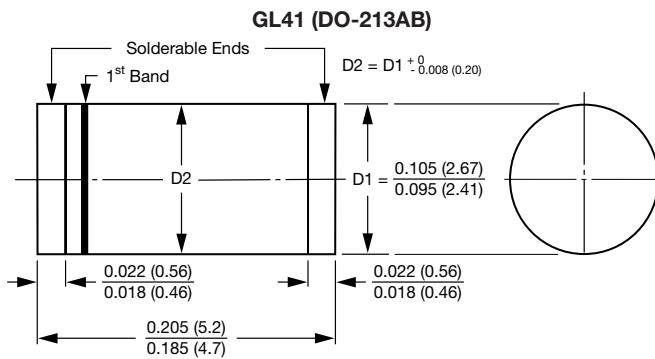 GL41 (DO-213AB)
Solderable Ends
1st Band
D2 = D1 + 0
- 0.008 (0.20)
D2
D1 = 0.105 (2.67)
0.095 (2.41)
0.022 (0.56)
0.018 (0.46)
0.022 (0.56)
0.018 (0.46)
0.205 (5.2)
0.185 (4.7)